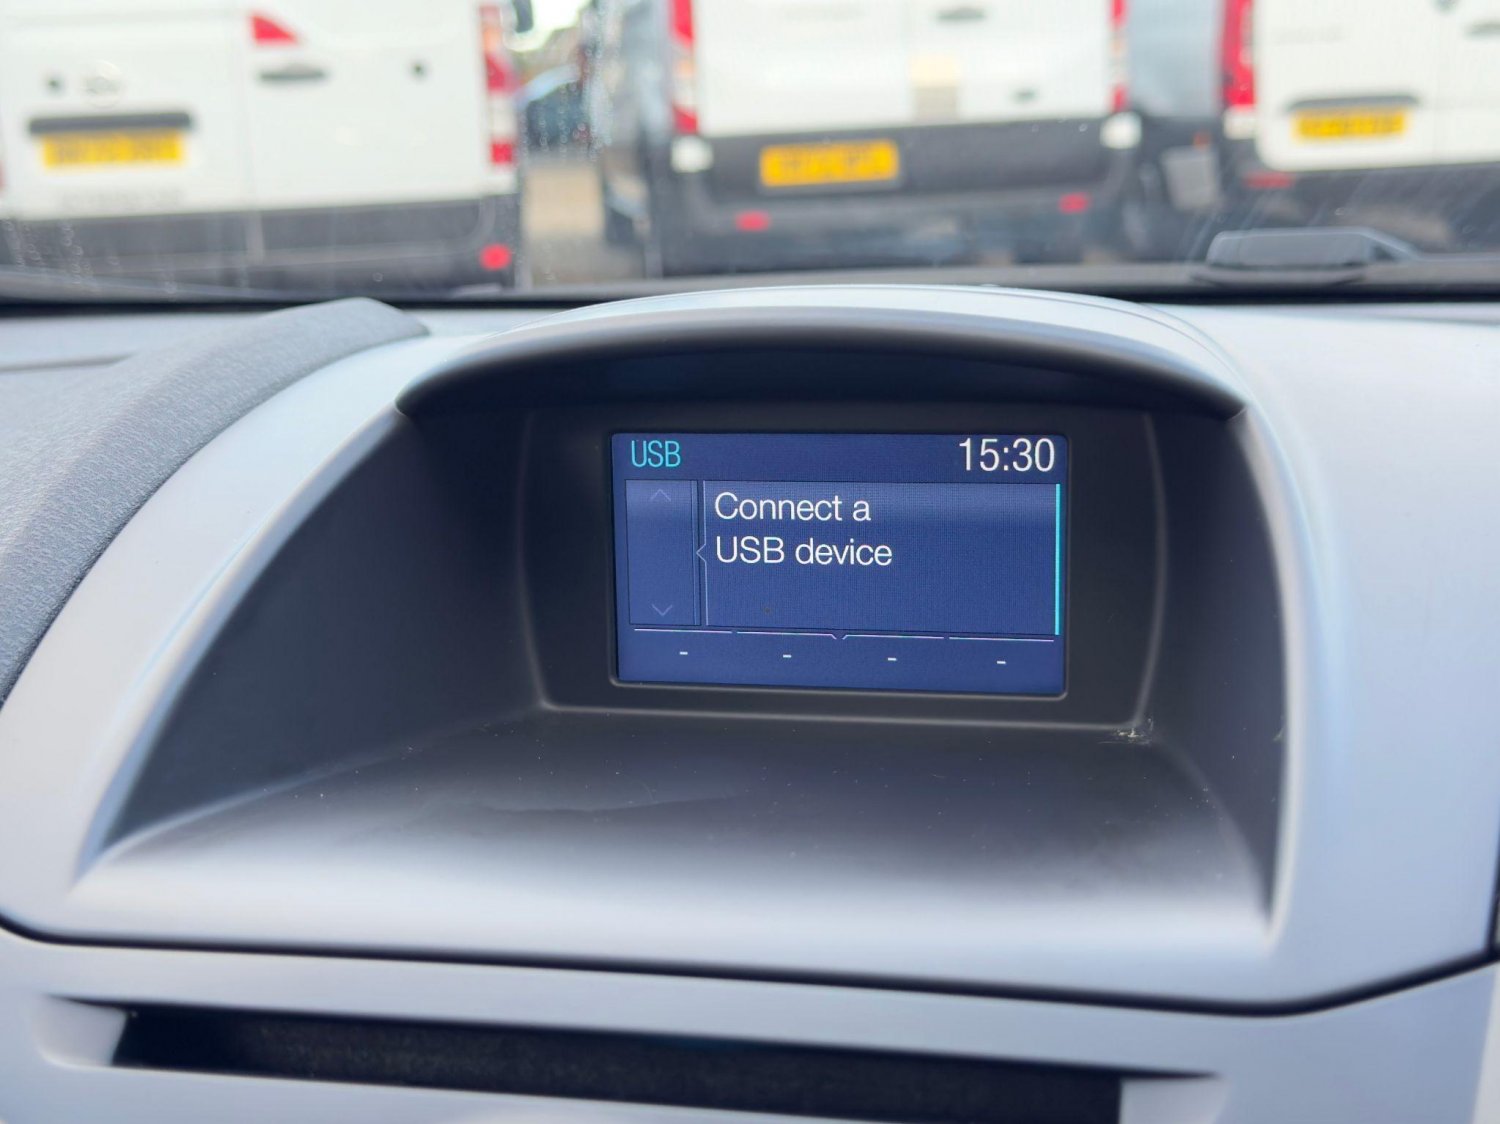 USB 15:30
Connect a
USB device
- - - -